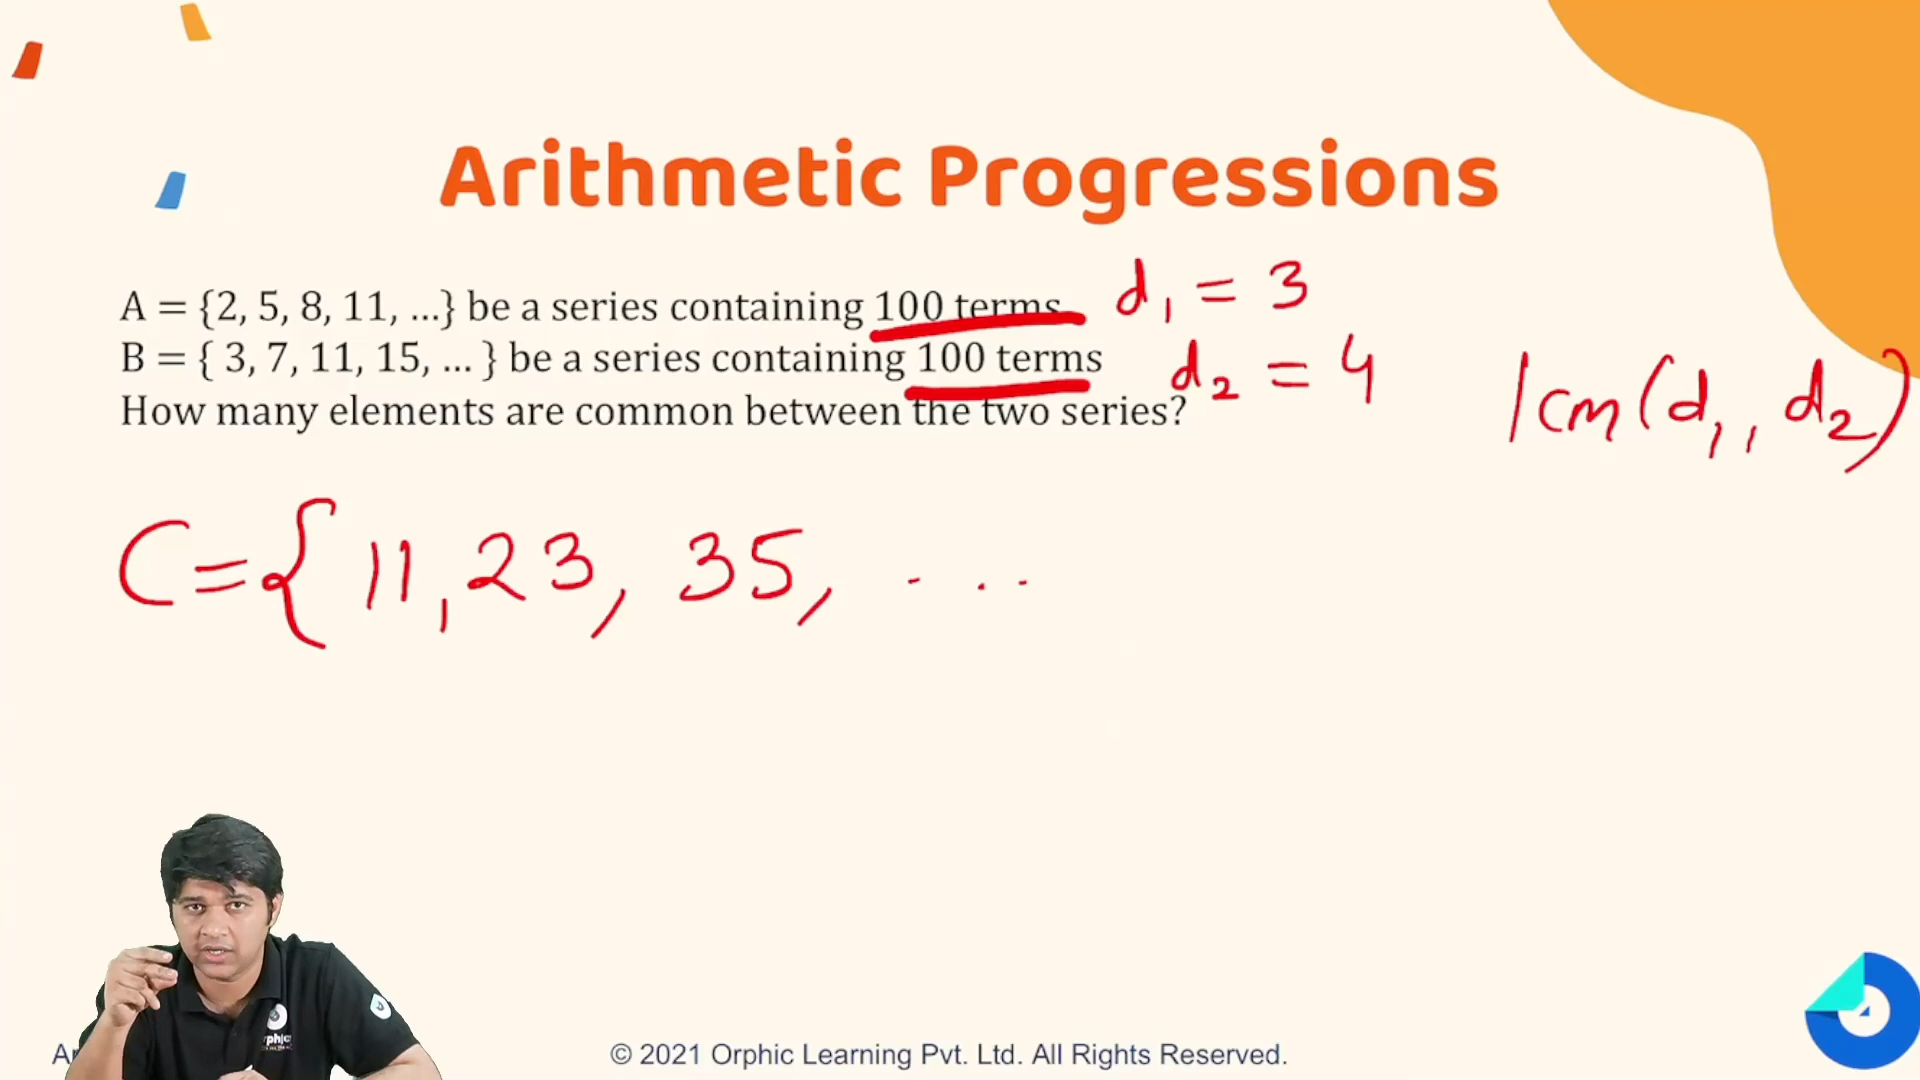 Arithmetic Progressions
A = {2, 5, 8, 11, ...} be a series containing 100 terms d₁ = 3
B = { 3, 7, 11, 15, ... } be a series containing 100 terms d₂ = 4
How many elements are common between the two series? lcm(d₁, d₂)
C={ 11, 23, 35, ...
© 2021 Orphic Learning Pvt. Ltd. All Rights Reserved.